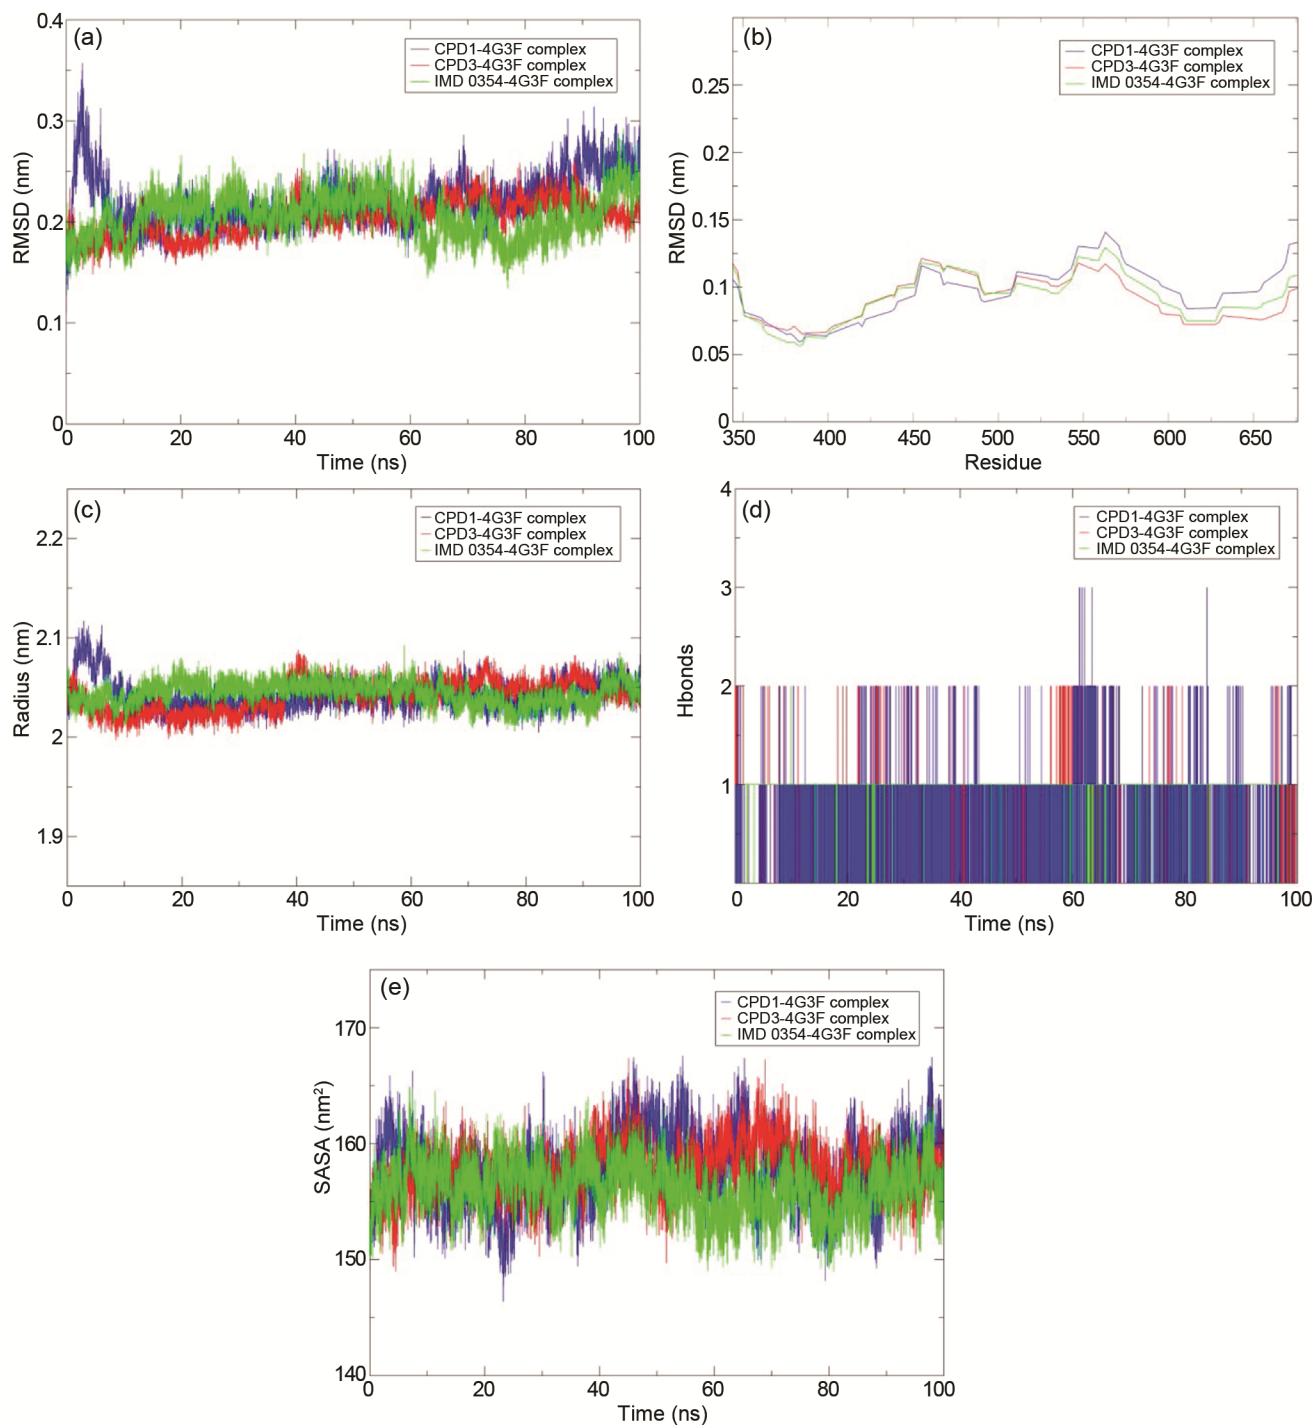 (a)
CPD1-4G3F complex
CPD3-4G3F complex
IMD 0354-4G3F complex
0.4
0.3
0.2
0.1
0
RMSD (nm)
0 20 40 60 80 100
Time (ns)
(b)
CPD1-4G3F complex
CPD3-4G3F complex
IMD 0354-4G3F complex
0.25
0.2
0.15
0.1
0.05
0
RMSD (nm)
350 400 450 500 550 600 650
Residue
(c)
CPD1-4G3F complex
CPD3-4G3F complex
IMD 0354-4G3F complex
2.2
2.1
2
1.9
Radius (nm)
0 20 40 60 80 100
Time (ns)
(d)
CPD1-4G3F complex
CPD3-4G3F complex
IMD 0354-4G3F complex
4
3
2
1
Hbonds
0 20 40 60 80 100
Time (ns)
(e)
CPD1-4G3F complex
CPD3-4G3F complex
IMD 0354-4G3F complex
170
160
150
140
SASA (nm²)
0 20 40 60 80 100
Time (ns)